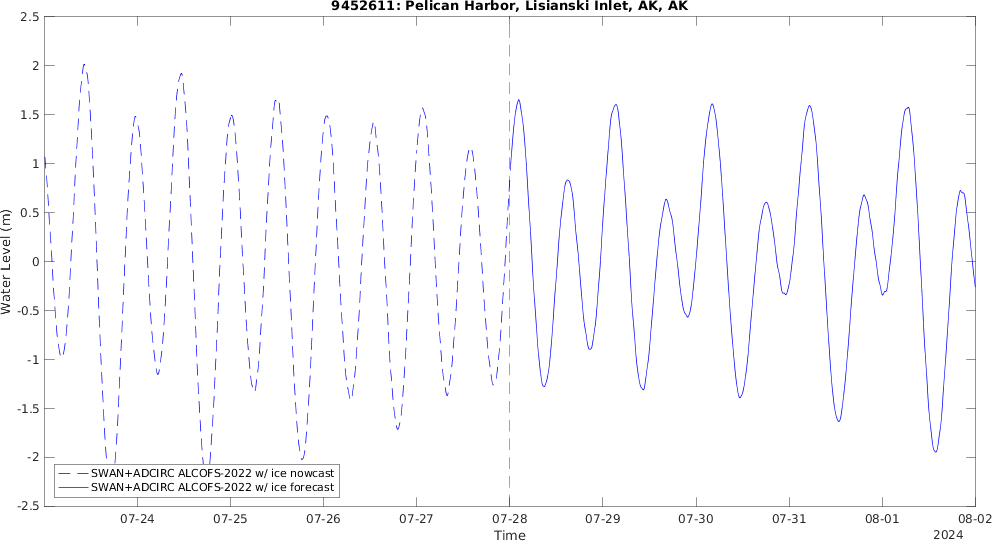 9452611: Pelican Harbor, Lisianski Inlet, AK, AK
Water Level (m)
2.5
2
1.5
1
0.5
0
-0.5
-1
-1.5
-2
-2.5
SWAN+ADCIRC ALCOFS-2022 w/ ice nowcast
SWAN+ADCIRC ALCOFS-2022 w/ ice forecast
07-24 07-25 07-26 07-27 07-28 07-29 07-30 07-31 08-01 08-02
Time
2024